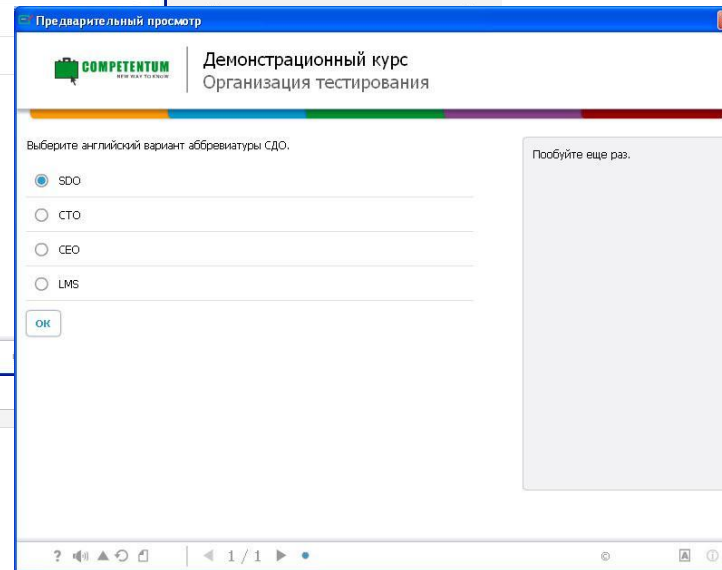 Предварительный просмотр
COMPETENTUM
NEW WAY TO KNOW
Демонстрационный курс
Организация тестирования
Выберите английский вариант аббревиатуры СДО.
Пообуйте еще раз.
SDO
CTO
CEO
LMS
ОК
? 1 / 1 © A i